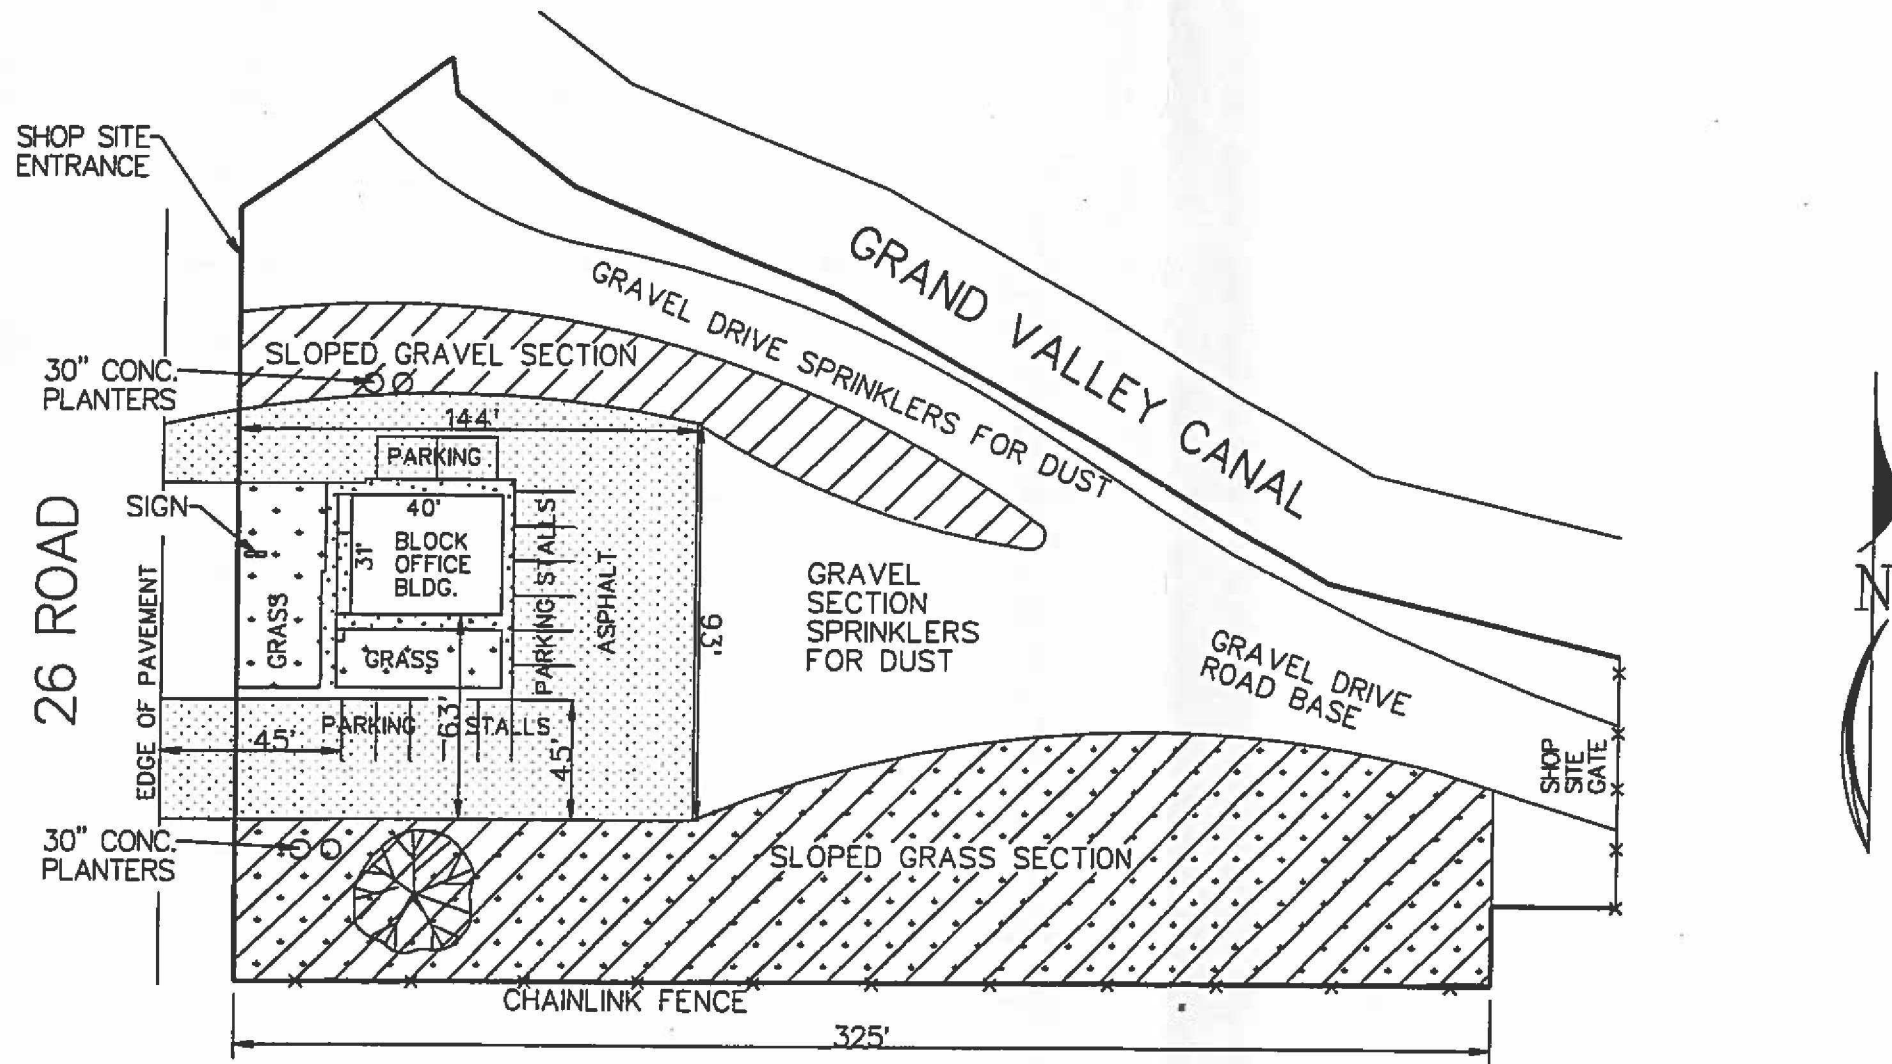 SHOP SITE
ENTRANCE
GRAND VALLEY CANAL
GRAVEL DRIVE SPRINKLERS FOR DUST
SLOPED GRAVEL SECTION
30" CONC.
PLANTERS
144'
PARKING
SIGN
40'
31'
BLOCK
OFFICE
BLDG.
PARKING STALLS
ASPHALT
93'
GRAVEL
SECTION
SPRINKLERS
FOR DUST
26 ROAD
EDGE OF PAVEMENT
GRASS
GRASS
GRAVEL DRIVE
ROAD BASE
PARKING STALLS
45'
63'
45'
SHOP
SITE
GATE
30" CONC.
PLANTERS
SLOPED GRASS SECTION
CHAINLINK FENCE
325'
N